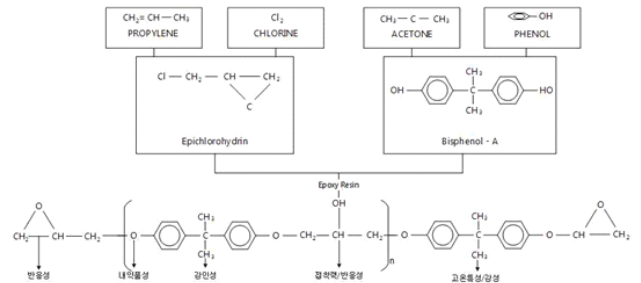 CH₂= CH — CH₃
PROPYLENE
Cl₂
CHLORINE
CH₃— C — CH₃
ACETONE
OH
PHENOL
Cl — CH₂ — CH — CH₂
C
Epichlorohydrin
CH₃
OH C HO
CH₃
Bisphenol - A
Epoxy Resin
OH
O CH₃ CH₃ O
CH₂ CH — CH₂ O C O — CH₂ CH CH₂ O C O — CH CH₂
CH₃ CH₃
n
반응성 내약품성 강인성 접착력/반응성 고온특성/강성